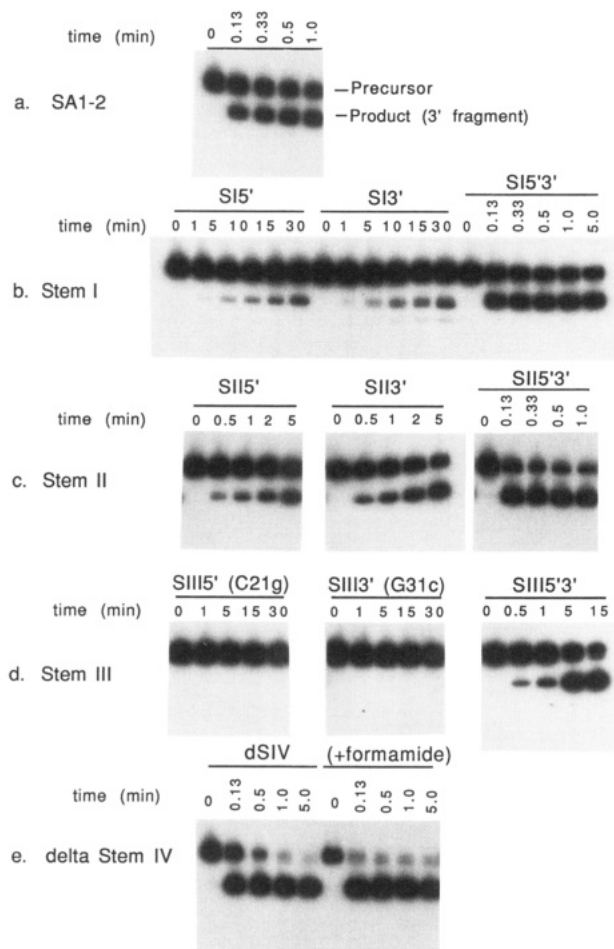 time (min) 0 0.13 0.33 0.5 1.0
a. SA1-2
Precursor
Product (3' fragment)
SI5' SI3' SI5'3'
time (min) 0 1 5 10 15 30 0 1 5 10 15 30 0 0.13 0.33 0.5 1.0 5.0
b. Stem I
SII5' SII3' SII5'3'
time (min) 0 0.5 1 2 5 0 0.5 1 2 5 0 0.13 0.33 0.5 1.0
c. Stem II
SIII5' (C21g) SIII3' (G31c) SIII5'3'
time (min) 0 1 5 15 30 0 1 5 15 30 0 0.5 1 5 15
d. Stem III
dSIV (+formamide)
time (min) 0 0.13 0.5 1.0 5.0 0 0.13 0.5 1.0 5.0
e. delta Stem IV